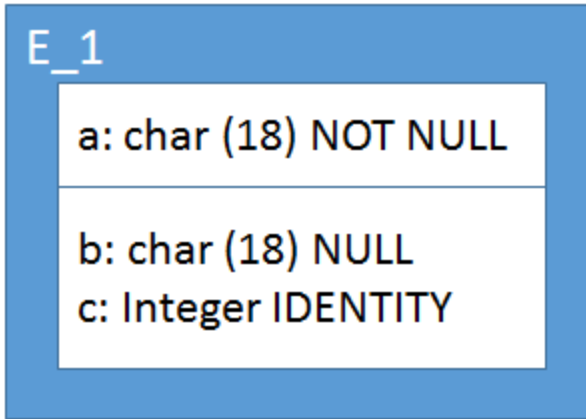 E_1
a: char (18) NOT NULL
b: char (18) NULL
c: Integer IDENTITY